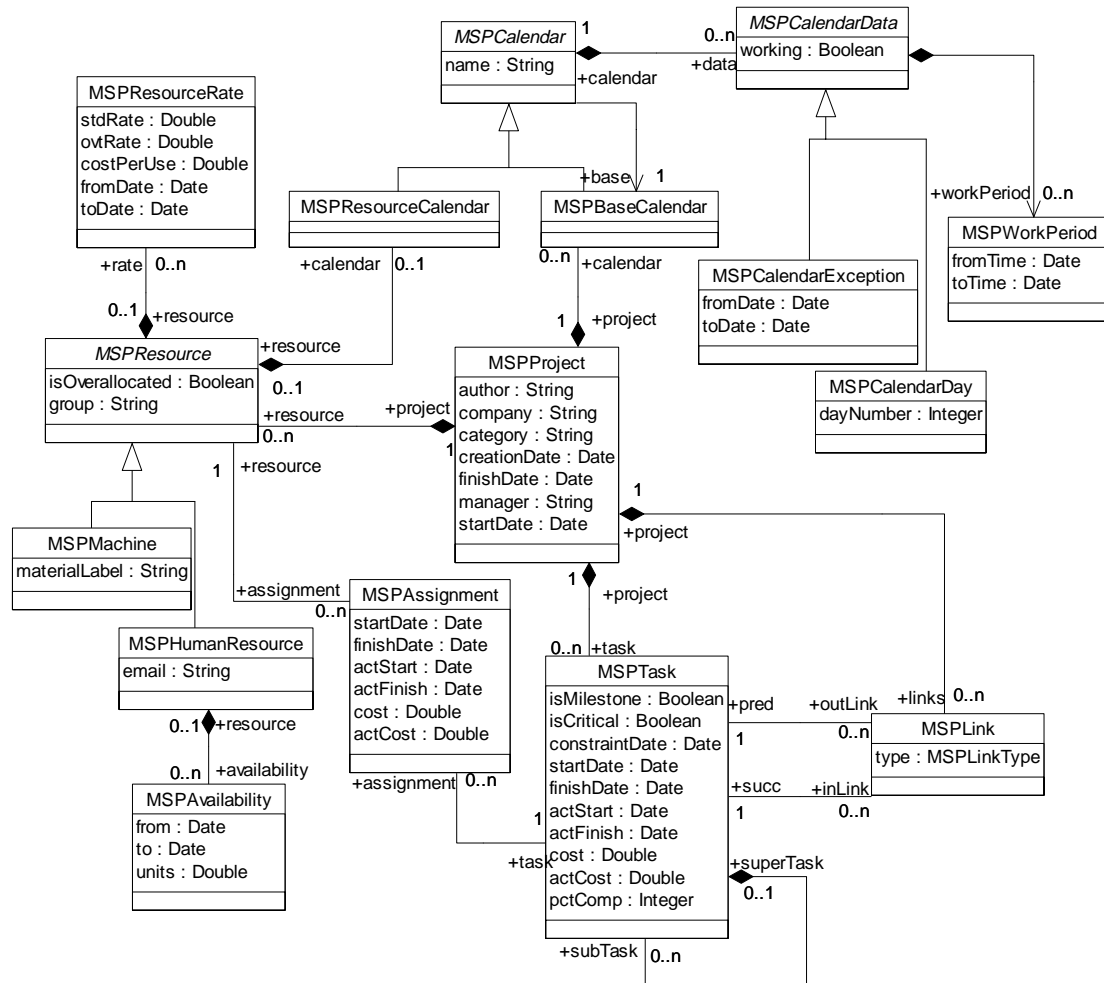 MSPCalendar
name : String
1
0..n
+data
+calendar
MSPCalendarData
working : Boolean
MSPResourceRate
stdRate : Double
ovtRate : Double
costPerUse : Double
fromDate : Date
toDate : Date
+base
1
+workPeriod
0..n
MSPResourceCalendar
MSPBaseCalendar
MSPWorkPeriod
fromTime : Date
toTime : Date
+rate
0..n
+calendar
0..1
0..n
+calendar
MSPCalendarException
fromDate : Date
toDate : Date
0..1
+resource
1
+project
MSPResource
isOverallocated : Boolean
group : String
+resource
0..1
+resource
0..n
+project
1
MSPProject
author : String
company : String
category : String
creationDate : Date
finishDate : Date
manager : String
startDate : Date
MSPCalendarDay
dayNumber : Integer
1
+resource
1
+project
MSPMachine
materialLabel : String
+assignment
0..n
1
+project
MSPAssignment
startDate : Date
finishDate : Date
actStart : Date
actFinish : Date
cost : Double
actCost : Double
MSPHumanResource
email : String
0..n
+task
MSPTask
isMilestone : Boolean
isCritical : Boolean
constraintDate : Date
startDate : Date
finishDate : Date
actStart : Date
actFinish : Date
cost : Double
actCost : Double
pctComp : Integer
+links
0..n
+pred
1
+outLink
0..n
MSPLink
type : MSPLinkType
+succ
1
+inLink
0..n
0..1
+resource
0..n
+availability
MSPAvailability
from : Date
to : Date
units : Double
+assignment
0..n
1
+task
+superTask
0..1
+subTask
0..n